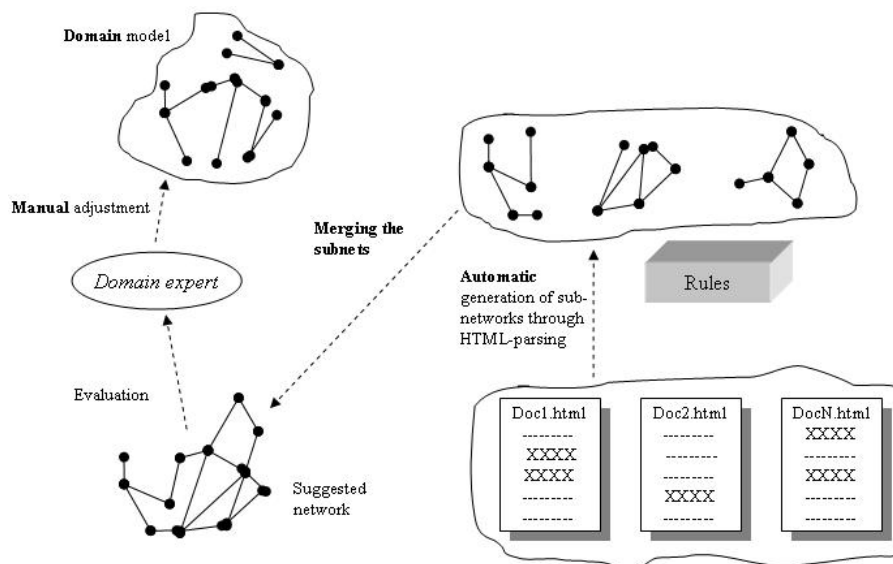 Domain model
Manual adjustment
Domain expert
Evaluation
Merging the
subnets
Suggested
network
Automatic
generation of sub-
networks through
HTML-parsing
Rules
Doc1.html
--------
XXXX
XXXX
--------
--------
Doc2.html
--------
--------
--------
XXXX
--------
DocN.html
XXXX
--------
XXXX
--------
--------